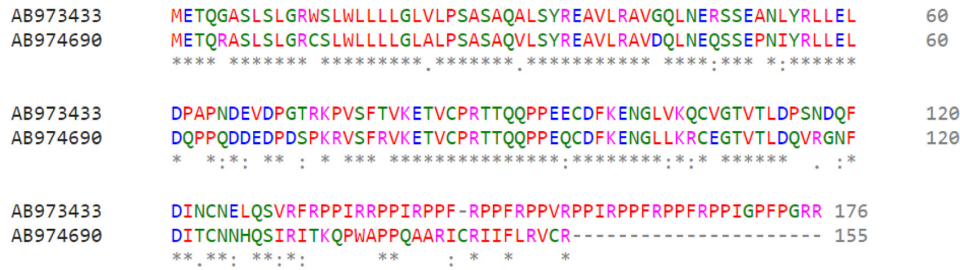 AB973433 METQGASLSLGRWSLWLLLLGLVLPSASAQALSYREAVLRAVGQLNERSSEANLYRLLEL 60
AB974690 METQRASLSLGRCSLWLLLLGLALPSASAQVLSYREAVLRAVDQLNEQSSEPNIYRLLEL 60
**** ******* *********.*******.*********** ****:*** *:******
AB973433 DPAPNDEVDPGTRKPVSFTVKETVCPRTTQQPPEECDFKENGLVKQCVGTVTLDPSNDQF 120
AB974690 DQPPQDDEDPDSPKRVSFRVKETVCPRTTQQPPEQCDFKENGLLKRCEGTVTLDQVRGNF 120
* *:*: ** : * *** ***************:********:*:* ****** . :*
AB973433 DINCNELQSVRFRPPIRRPPIRPPF-RPPFRPPVRPPIRPPFRPPFRPPIGPFPGRR 176
AB974690 DITCNNHQSIRITKQPWAPPQAARICRIIFLRVCR---------------------- 155
**.**: **:*: ** : * * *